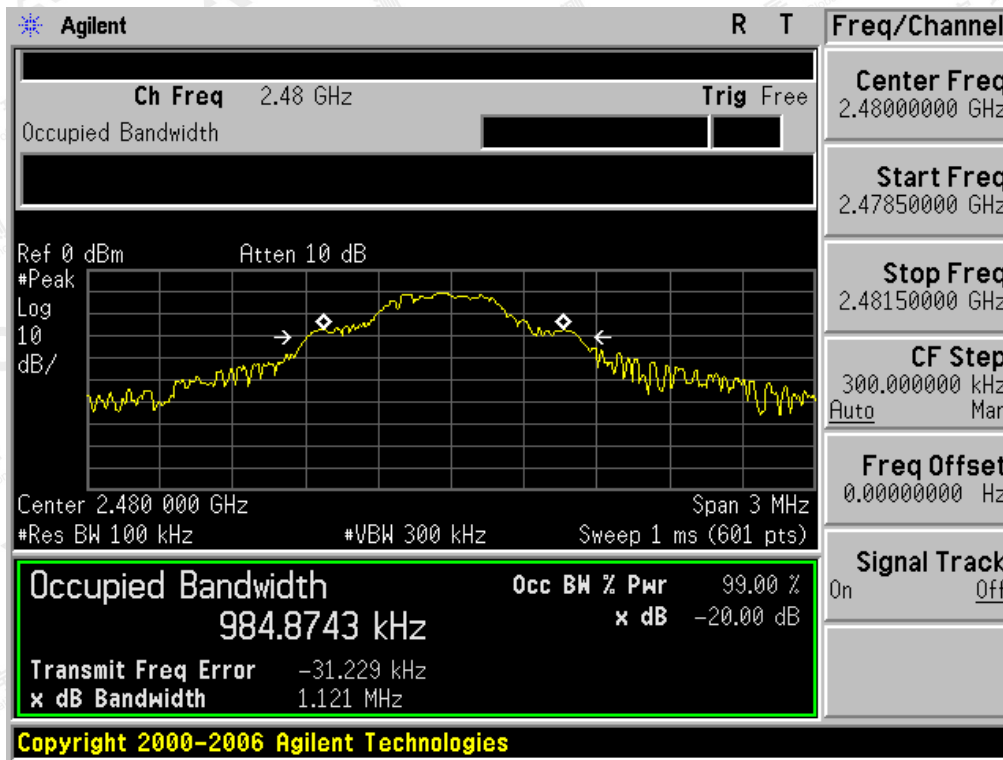 Agilent R T Freq/Channel
Ch Freq 2.48 GHz Trig Free
Occupied Bandwidth
Center Freq
2.48000000 GHz
Start Freq
2.47850000 GHz
Stop Freq
2.48150000 GHz
CF Step
300.000000 kHz
Auto Man
Freq Offset
0.00000000 Hz
Signal Track
On Off
Ref 0 dBm Atten 10 dB
#Peak
Log
10
dB/
Center 2.480 000 GHz Span 3 MHz
#Res BW 100 kHz #VBW 300 kHz Sweep 1 ms (601 pts)
Occupied Bandwidth Occ BW % Pwr 99.00 %
984.8743 kHz x dB -20.00 dB
Transmit Freq Error -31.229 kHz
x dB Bandwidth 1.121 MHz
Copyright 2000-2006 Agilent Technologies